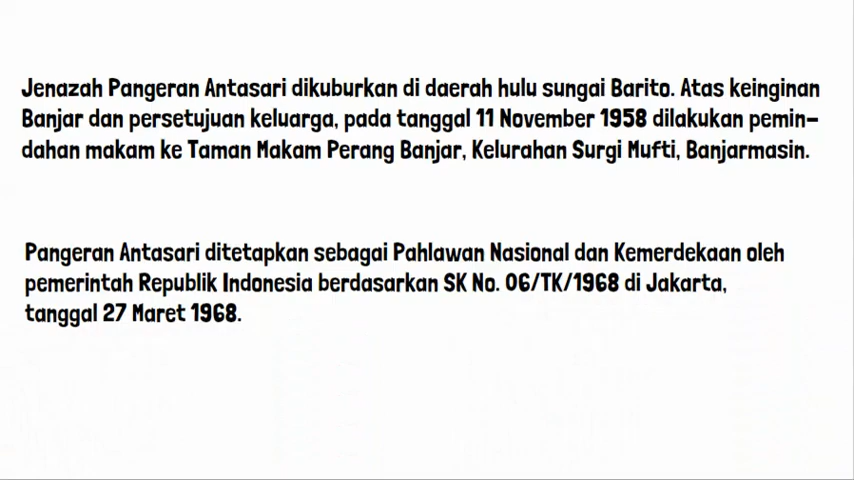 Jenazah Pangeran Antasari dikuburkan di daerah hulu sungai Barito. Atas keinginan
Banjar dan persetujuan keluarga, pada tanggal 11 November 1958 dilakukan pemin-
dahan makam ke Taman Makam Perang Banjar, Kelurahan Surgi Mufti, Banjarmasin.
Pangeran Antasari ditetapkan sebagai Pahlawan Nasional dan Kemerdekaan oleh
pemerintah Republik Indonesia berdasarkan SK No. 06/TK/1968 di Jakarta,
tanggal 27 Maret 1968.